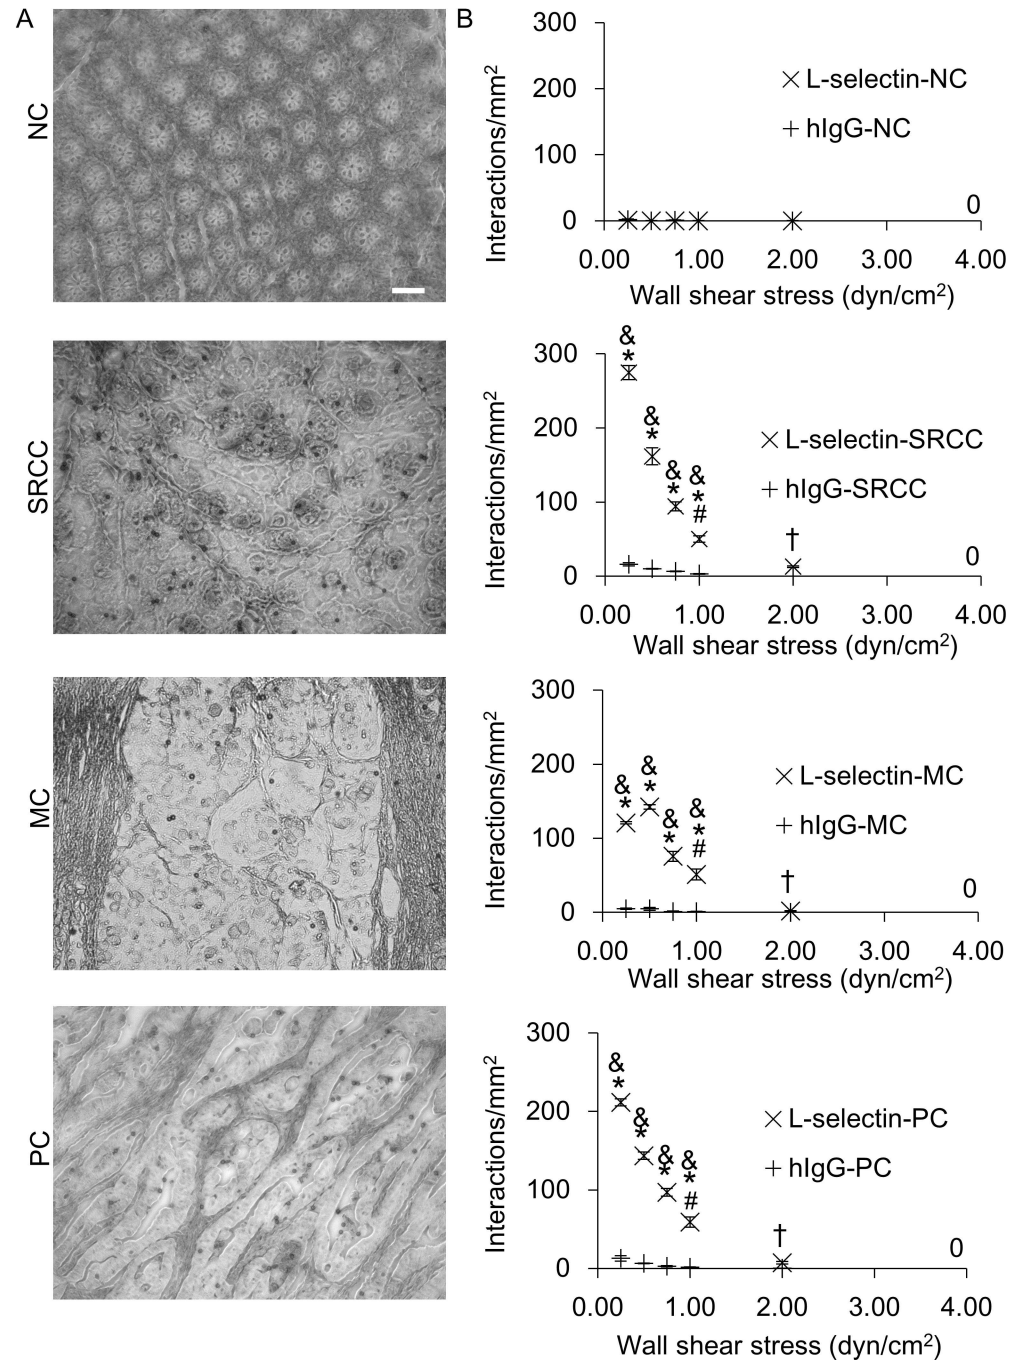 A
B
NC
300
200
100
0
Interactions/mm2
L-selectin-NC
hIgG-NC
0
0.00 1.00 2.00 3.00 4.00
Wall shear stress (dyn/cm2)
SRCC
300
200
100
0
Interactions/mm2
&
*
&
*
&
*
&
*
#
†
L-selectin-SRCC
hIgG-SRCC
0
0.00 1.00 2.00 3.00 4.00
Wall shear stress (dyn/cm2)
MC
300
200
100
0
Interactions/mm2
&
*
&
*
&
*
&
*
#
†
L-selectin-MC
hIgG-MC
0
0.00 1.00 2.00 3.00 4.00
Wall shear stress (dyn/cm2)
PC
300
200
100
0
Interactions/mm2
&
*
&
*
&
*
&
*
#
†
L-selectin-PC
hIgG-PC
0
0.00 1.00 2.00 3.00 4.00
Wall shear stress (dyn/cm2)